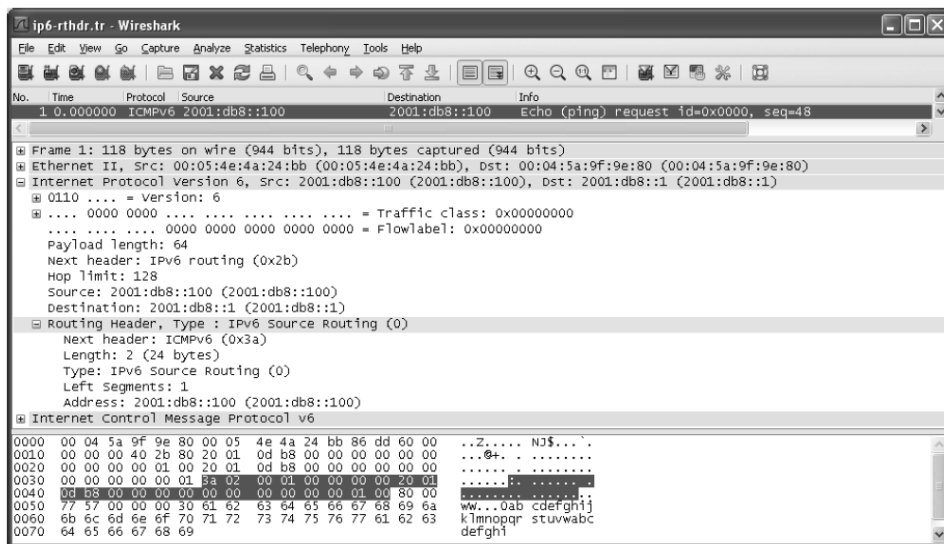 ip6-rthdr.tr - Wireshark
File Edit View Go Capture Analyze Statistics Telephony Tools Help
No. Time Protocol Source Destination Info
1 0.000000 ICMPv6 2001:db8::100 2001:db8::100 Echo (ping) request id=0x0000, seq=48
Frame 1: 118 bytes on wire (944 bits), 118 bytes captured (944 bits)
Ethernet II, Src: 00:05:4e:4a:24:bb (00:05:4e:4a:24:bb), Dst: 00:04:5a:9f:9e:80 (00:04:5a:9f:9e:80)
Internet Protocol Version 6, Src: 2001:db8::100 (2001:db8::100), Dst: 2001:db8::1 (2001:db8::1)
0110 .... = Version: 6
.... 0000 0000 .... .... .... .... .... = Traffic class: 0x00000000
.... .... .... 0000 0000 0000 0000 0000 = Flowlabel: 0x00000000
Payload length: 64
Next header: IPv6 routing (0x2b)
Hop limit: 128
Source: 2001:db8::100 (2001:db8::100)
Destination: 2001:db8::1 (2001:db8::1)
Routing Header, Type : IPv6 Source Routing (0)
Next header: ICMPv6 (0x3a)
Length: 2 (24 bytes)
Type: IPv6 Source Routing (0)
Left Segments: 1
Address: 2001:db8::100 (2001:db8::100)
Internet Control Message Protocol v6
0000 00 04 5a 9f 9e 80 00 05 4e 4a 24 bb 86 dd 60 00 ..Z..... NJ$...`.
0010 00 00 00 40 2b 80 20 01 0d b8 00 00 00 00 00 00 ...@+. . ........
0020 00 00 00 00 01 00 20 01 0d b8 00 00 00 00 00 00 ...... . ........
0030 00 00 00 00 00 01 3a 02 00 01 00 00 00 00 20 01 ......:. ...... .
0040 0d b8 00 00 00 00 00 00 00 00 00 00 01 00 80 00 ........ ........
0050 77 57 00 00 00 30 61 62 63 64 65 66 67 68 69 6a wW...0ab cdefghij
0060 6b 6c 6d 6e 6f 70 71 72 73 74 75 76 77 61 62 63 klmnopqr stuvwabc
0070 64 65 66 67 68 69 defghi